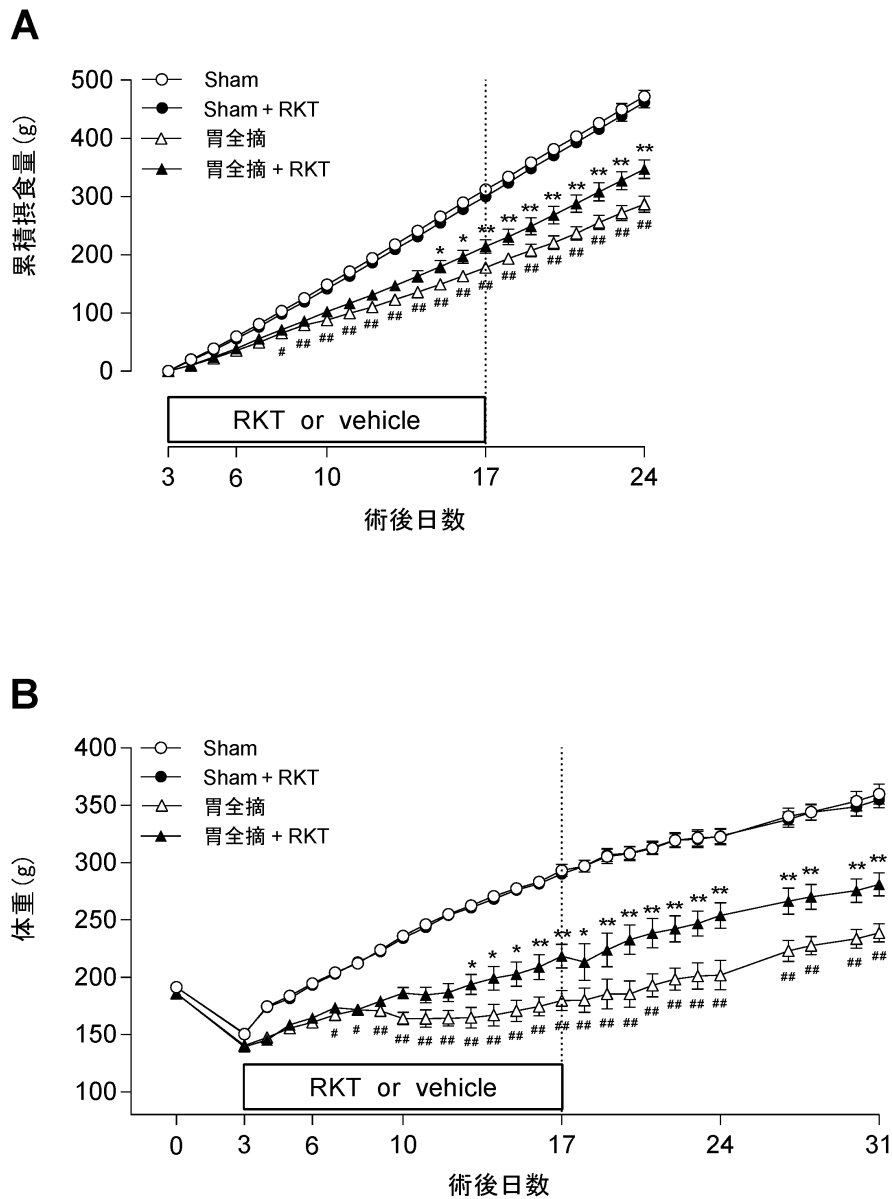 A
500
400
300
200
100
0
累積摂食量 (g)
Sham
Sham + RKT
胃全摘
胃全摘 + RKT
* * ** ** ** ** ** ** ** **
# ## ## ## ## ## ## ## ## ## ## ## ## ## ## ## ##
RKT or vehicle
3 6 10 17 24
術後日数
B
400
350
300
250
200
150
100
体重 (g)
Sham
Sham + RKT
胃全摘
胃全摘 + RKT
* * * ** ** * ** ** ** ** ** ** ** ** ** **
# # ## ## ## ## ## ## ## ## ## ## ## ## ## ## ## ## ## ## ## ##
RKT or vehicle
0 3 6 10 17 24 31
術後日数